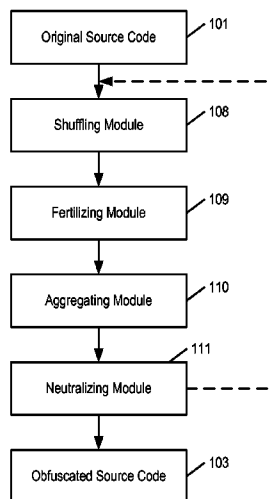 Original Source Code
101
Shuffling Module
108
Fertilizing Module
109
Aggregating Module
110
111
Neutralizing Module
Obfuscated Source Code
103